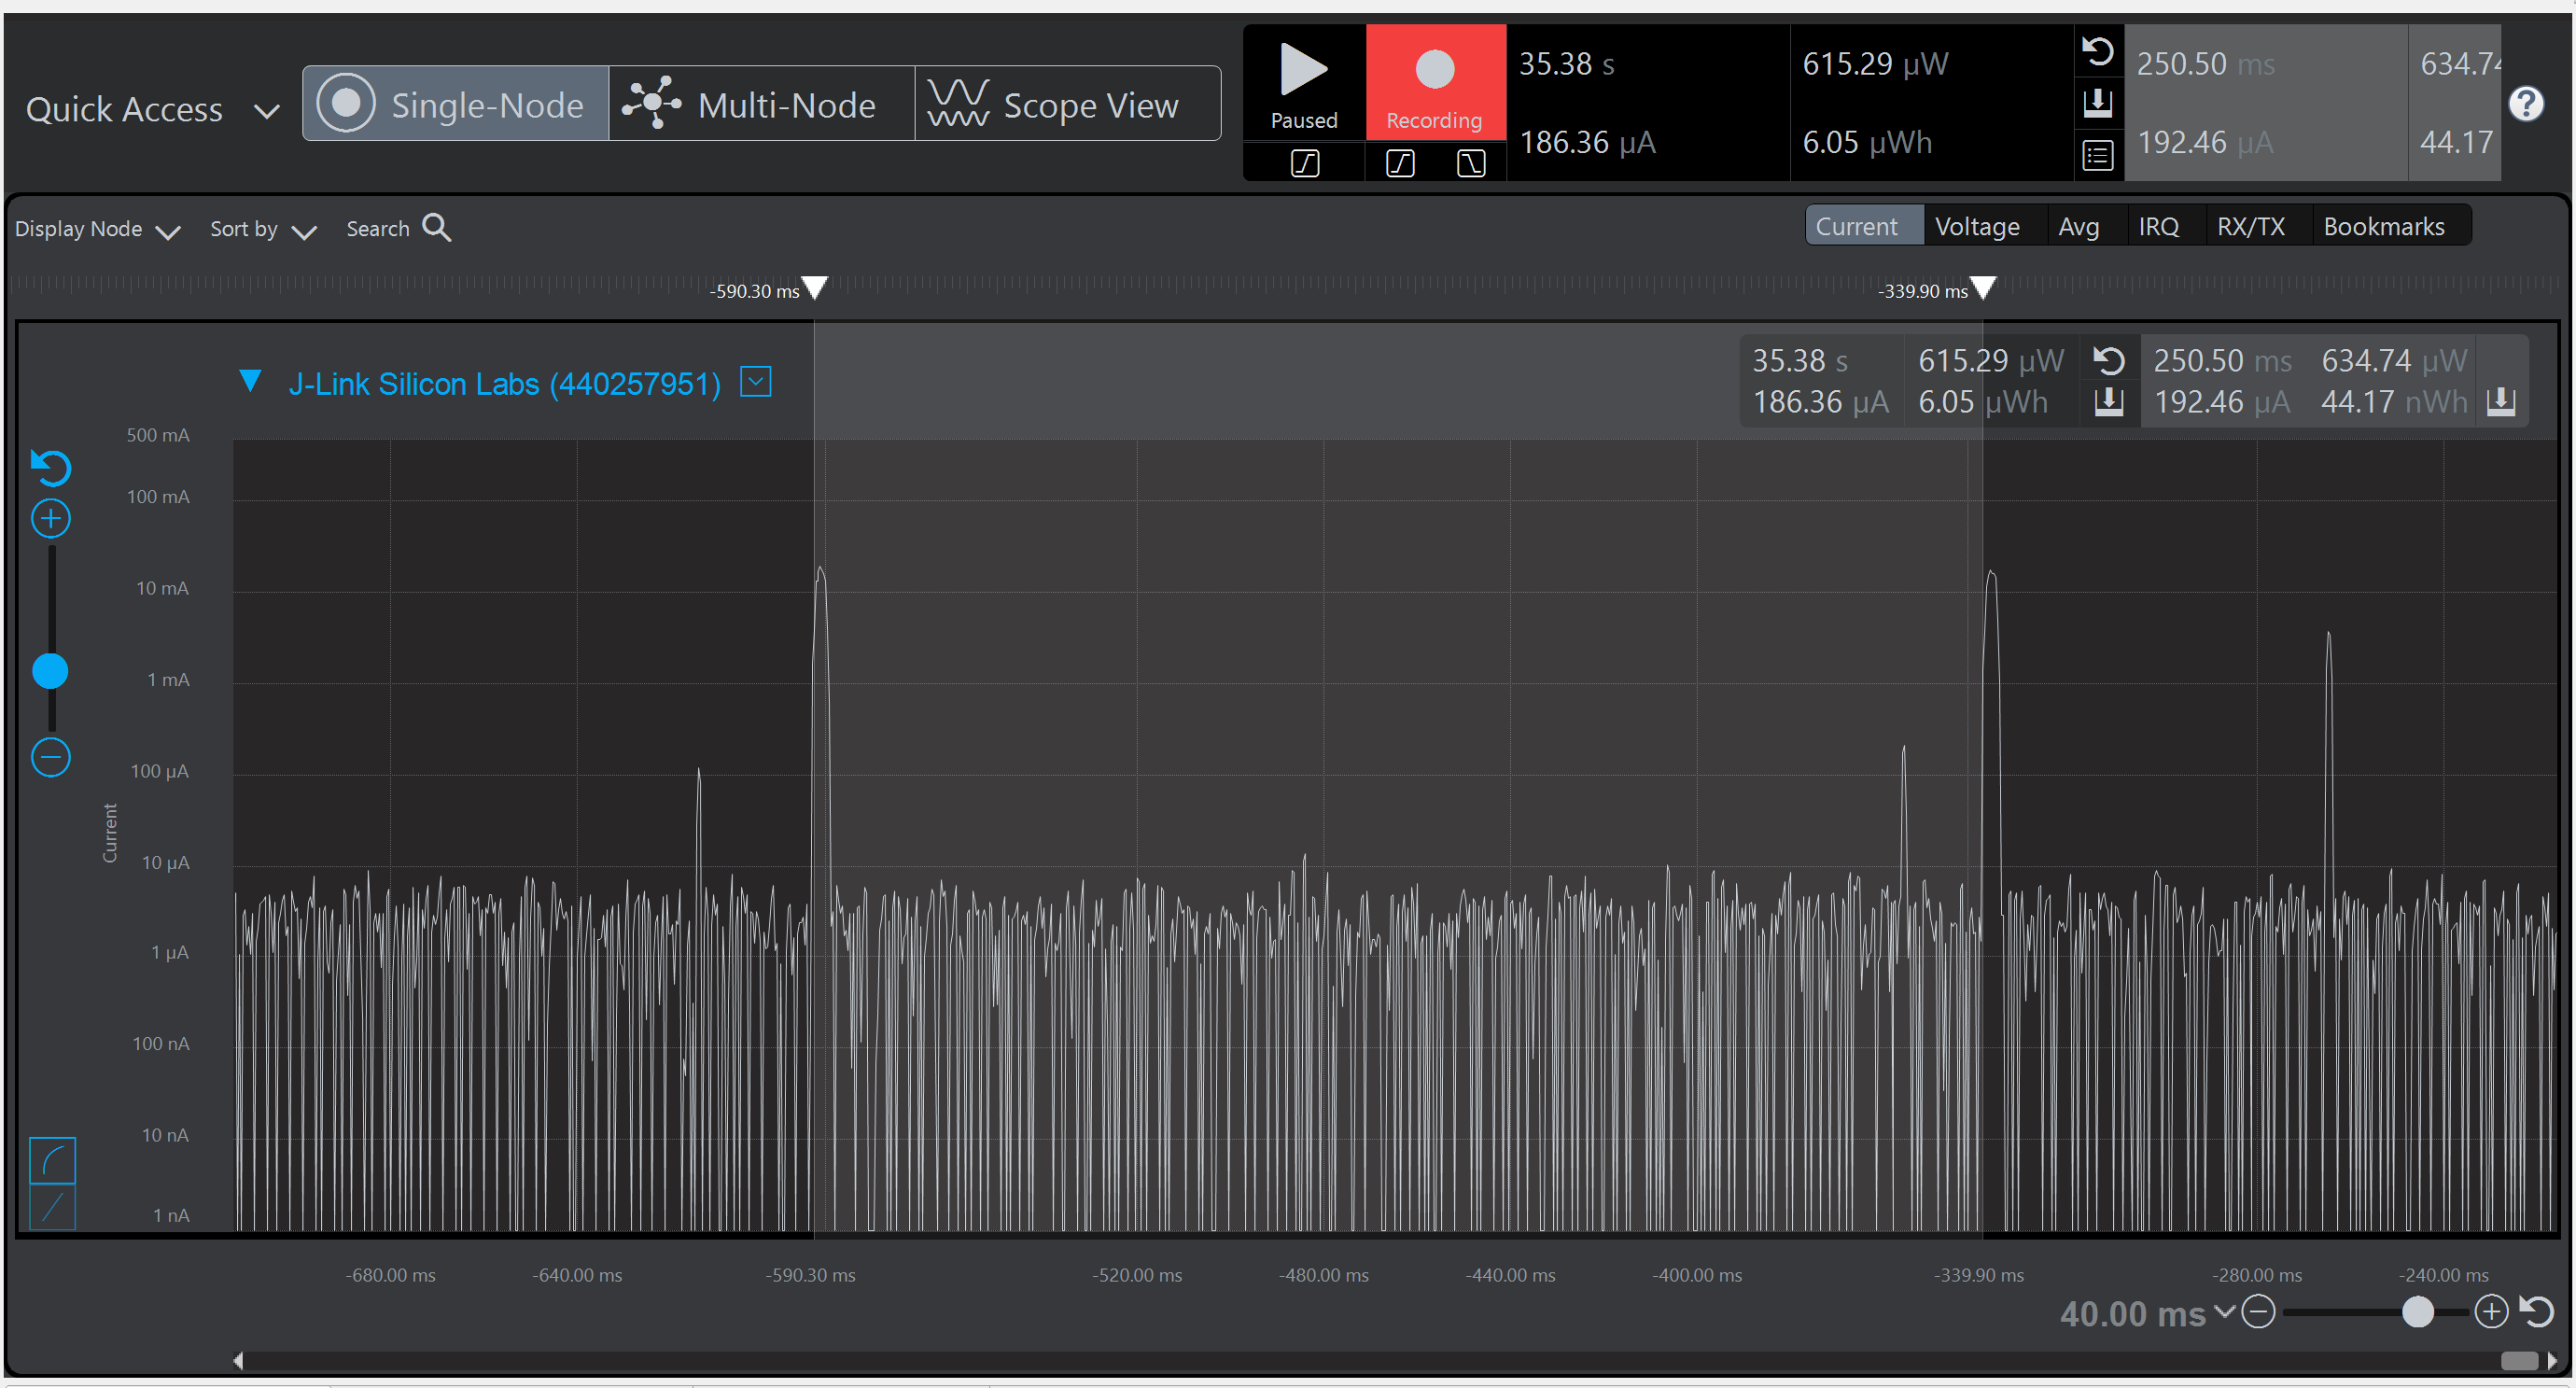 Quick Access
Single-Node
Multi-Node
Scope View
Paused
Recording
35.38 s
186.36 µA
615.29 µW
6.05 µWh
250.50 ms
192.46 µA
634.74
44.17
?
Display Node
Sort by
Search
Current
Voltage
Avg
IRQ
RX/TX
Bookmarks
-590.30 ms
-339.90 ms
J-Link Silicon Labs (440257951)
35.38 s
615.29 µW
250.50 ms
634.74 µW
186.36 µA
6.05 µWh
192.46 µA
44.17 nWh
500 mA
100 mA
10 mA
1 mA
100 µA
10 µA
1 µA
100 nA
10 nA
1 nA
Current
-680.00 ms
-640.00 ms
-590.30 ms
-520.00 ms
-480.00 ms
-440.00 ms
-400.00 ms
-339.90 ms
-280.00 ms
-240.00 ms
40.00 ms